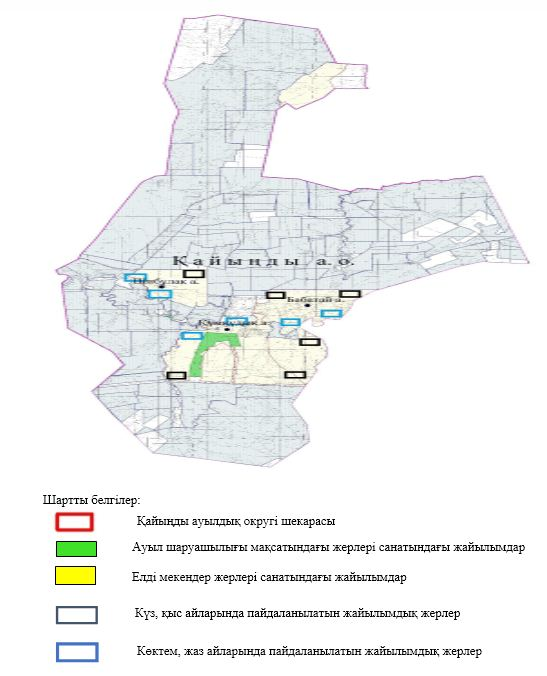 Қайыңды а. о.
Бабатай а.
Шартты белгілер:
Қайыңды ауылдық округі шекарасы
Ауыл шаруашылығы мақсатындағы жерлері санатындағы жайылымдар
Елді мекендер жерлері санатындағы жайылымдар
Күз, қыс айларында пайдаланылатын жайылымдық жерлер
Көктем, жаз айларында пайдаланылатын жайылымдық жерлер